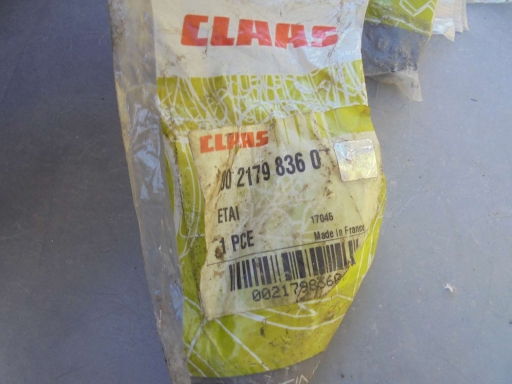 CLAAS
CLAAS
00 2179 836 0
ETAI
17045
1 PCE
Made in France
0021798360